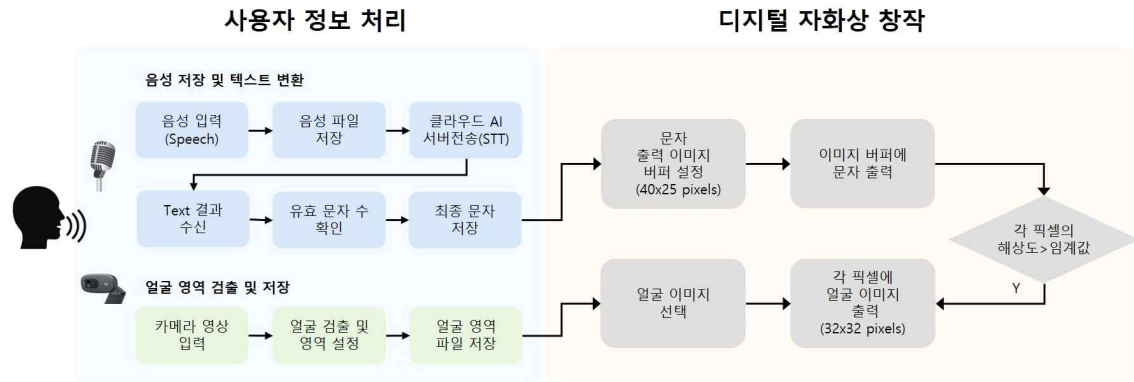 사용자 정보 처리
디지털 자화상 창작
음성 저장 및 텍스트 변환
음성 입력
(Speech)
음성 파일
저장
클라우드 AI
서버전송(STT)
Text 결과
수신
유효 문자 수
확인
최종 문자
저장
얼굴 영역 검출 및 저장
카메라 영상
입력
얼굴 검출 및
영역 설정
얼굴 영역
파일 저장
문자
출력 이미지
버퍼 설정
(40x25 pixels)
이미지 버퍼에
문자 출력
각 픽셀의
해상도>임계값
Y
얼굴 이미지
선택
각 픽셀에
얼굴 이미지
출력
(32x32 pixels)